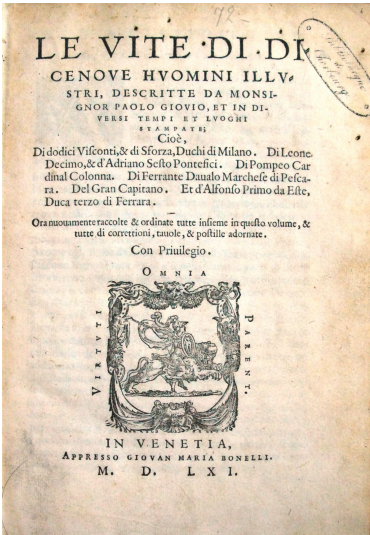 72
LE VITE DI DI
CENOVE HVOMINI ILLV-
STRI, DESCRITTE DA MONSI-
GNOR PAOLO GIOVIO, ET IN DI-
VERSI TEMPI ET LVOGHI
STAMPATE;
Cioè,
Di dodici Visconti, & di Sforza, Duchi di Milano. Di Leone
Decimo, & d'Adriano Sesto Pontefici. Di Pompeo Car
dinal Colonna. Di Ferrante Daualo Marchese di Pesca-
ra. Del Gran Capitano. Et d'Alfonso Primo da Este,
Duca terzo di Ferrara.
Ora nuouamente raccolte & ordinate tutte insieme in questo volume, &
tutte di correttioni, tauole, & postille adornate.
Con Priuilegio.
OMNIA
VIRTVTI
PARENT.
IN VENETIA,
APPRESSO GIOVAN MARIA BONELLI.
M. D. LXI.